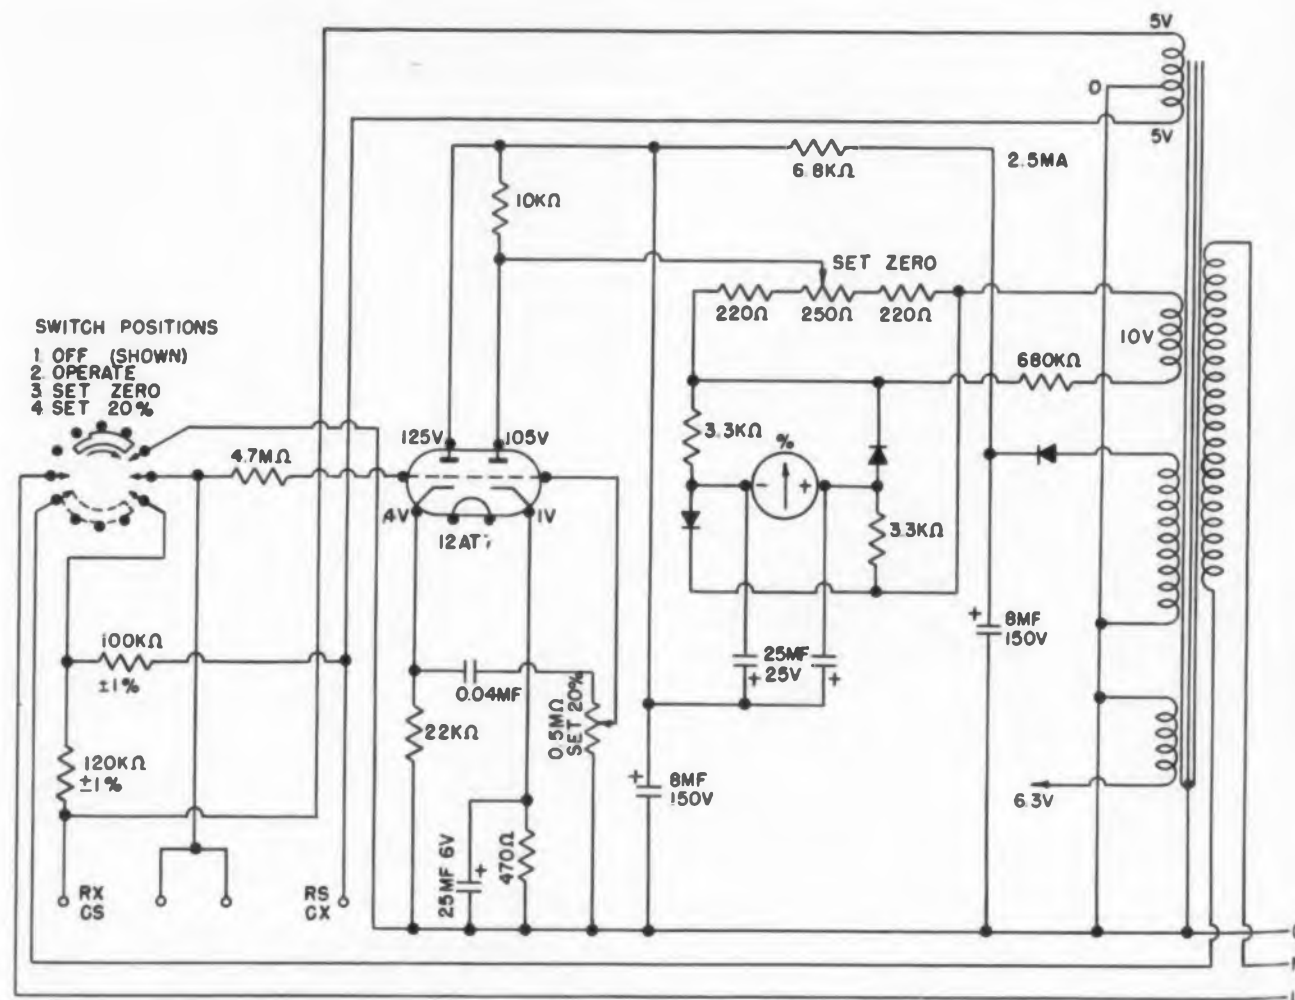 5V
0
5V
6.8KΩ
2.5MA
10KΩ
SET ZERO
220Ω
250Ω
220Ω
10V
680KΩ
SWITCH POSITIONS
1. OFF (SHOWN)
2. OPERATE
3. SET ZERO
4. SET 20%
125V
105V
4.7MΩ
3.3KΩ
%
- +
4V
1V
12AT
3.3KΩ
100KΩ
±1%
0.04MF
25MF
25V
+ +
+
8MF
150V
22KΩ
0.5MΩ
SET 20%
120KΩ
±1%
+
8MF
150V
6.3V
25MF 6V
+
470Ω
RX
CS
RS
CX